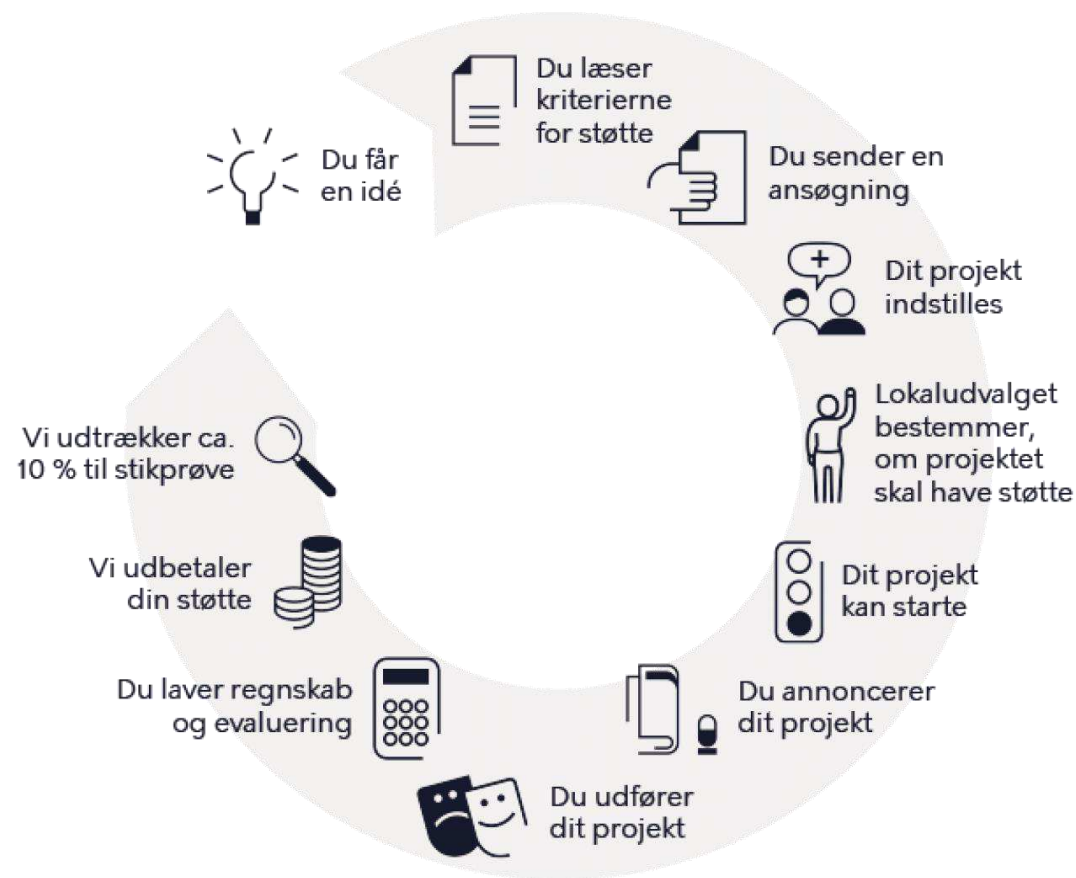 Du får
en idé
Du læser
kriterierne
for støtte
Du sender en
ansøgning
Dit projekt
indstilles
Lokaludvalget
bestemmer,
om projektet
skal have støtte
Dit projekt
kan starte
Du annoncerer
dit projekt
Du udfører
dit projekt
Du laver regnskab
og evaluering
Vi udbetaler
din støtte
Vi udtrækker ca.
10 % til stikprøve